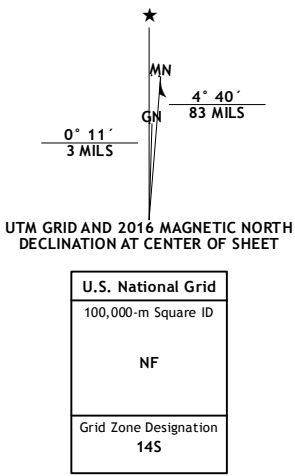 ★
MN
GN
4° 40´
83 MILS
0° 11´
3 MILS
UTM GRID AND 2016 MAGNETIC NORTH
DECLINATION AT CENTER OF SHEET
U.S. National Grid
100,000-m Square ID
NF
Grid Zone Designation
14S